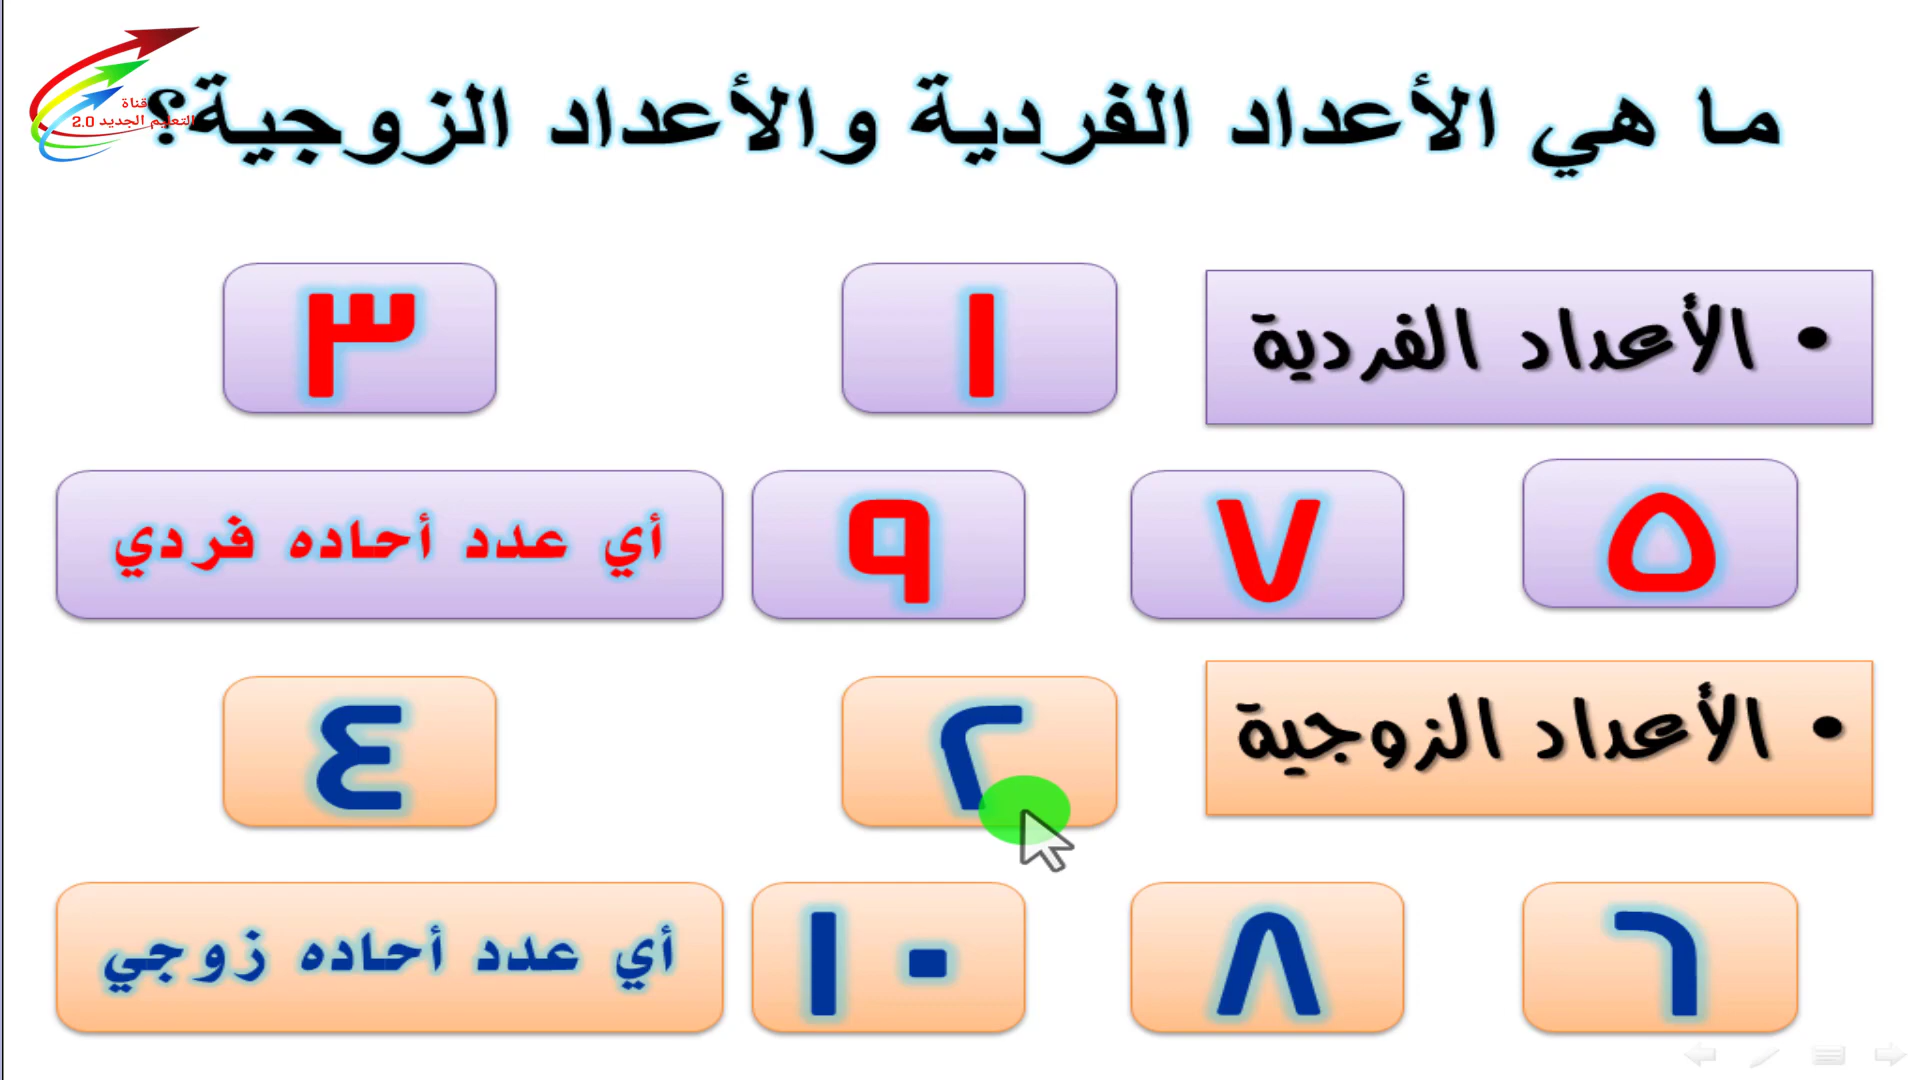 ما هي الأعداد الفردية والأعداد الزوجية؟
قناة
التعليم الجديد 2.0
• الأعداد الفردية
١
٣
٥
٧
٩
أي عدد أحاده فردي
• الأعداد الزوجية
٢
٤
٦
٨
١٠
أي عدد أحاده زوجي